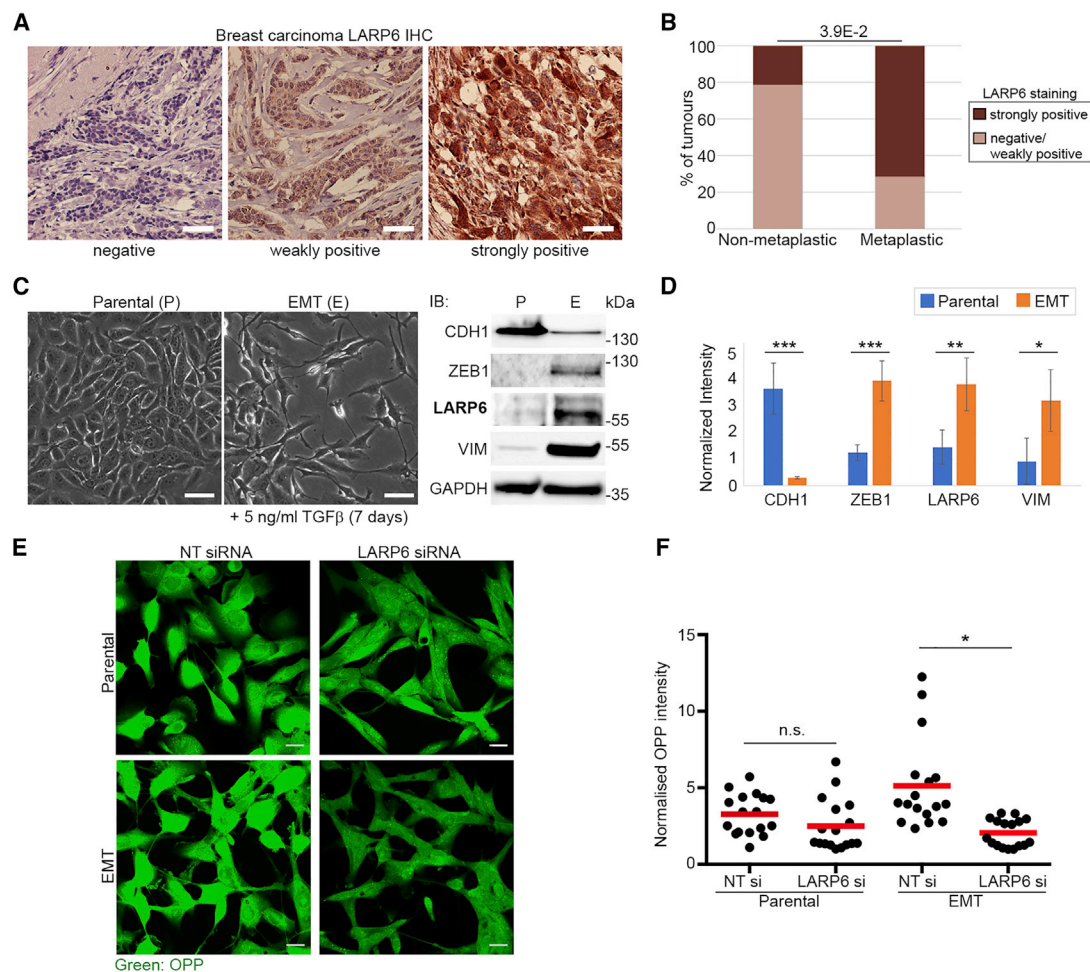 A
Breast carcinoma LARP6 IHC
negative
weakly positive
strongly positive
B
3.9E-2
% of tumours
100
80
60
40
20
0
Non-metaplastic
Metaplastic
LARP6 staining
strongly positive
negative/
weakly positive
C
Parental (P)
EMT (E)
+ 5 ng/ml TGFβ (7 days)
IB:
P
E
kDa
CDH1
-130
ZEB1
-130
LARP6
-55
VIM
-55
GAPDH
-35
D
Parental
EMT
Normalized Intensity
5
4
3
2
1
0
***
***
**
*
CDH1
ZEB1
LARP6
VIM
E
NT siRNA
LARP6 siRNA
Parental
EMT
Green: OPP
F
Normalised OPP intensity
15
10
5
0
n.s.
*
NT si
LARP6 si
NT si
LARP6 si
Parental
EMT